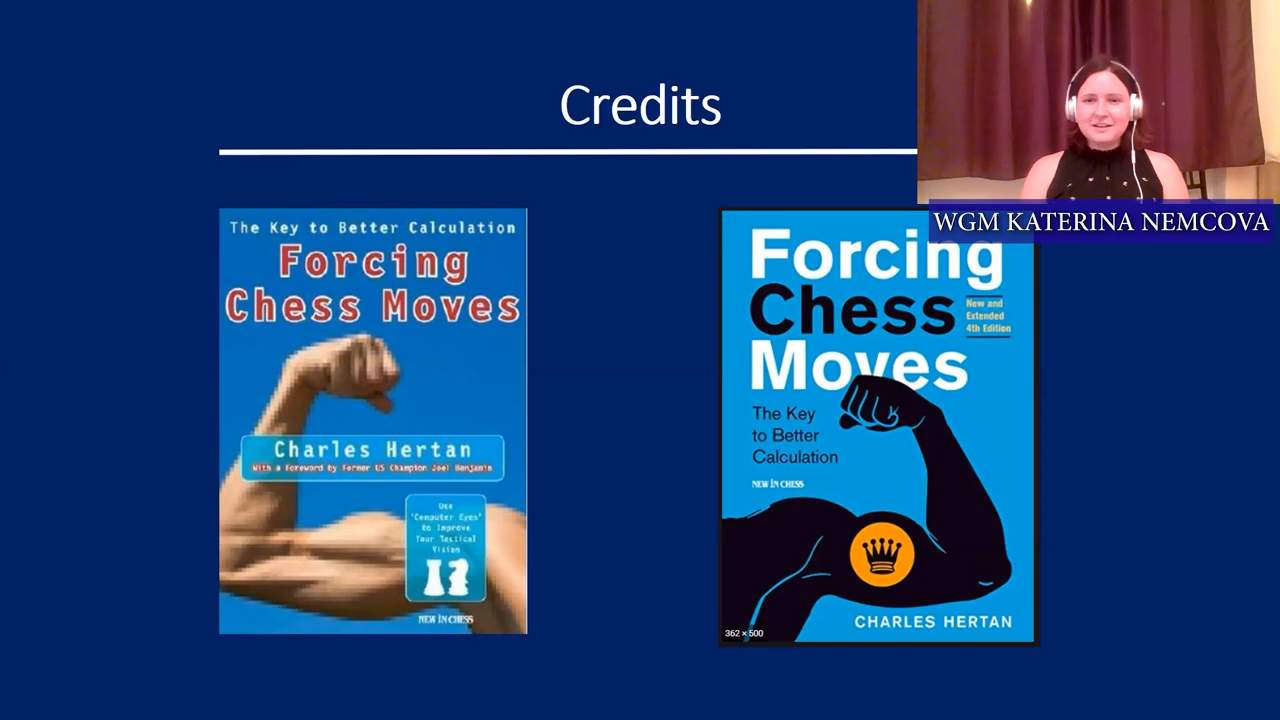 Credits
WGM KATERINA NEMCOVA
The Key to Better Calculation
Forcing
Chess Moves
Charles Hertan
With a Foreword by Former US Champion Joel Benjamin
Use
'Computer Eyes'
to Improve
Your Tactical
Vision
NEW IN CHESS
Forcing
Chess
New and
Extended
4th Edition
Moves
The Key
to Better
Calculation
NEW IN CHESS
CHARLES HERTAN
362 × 500